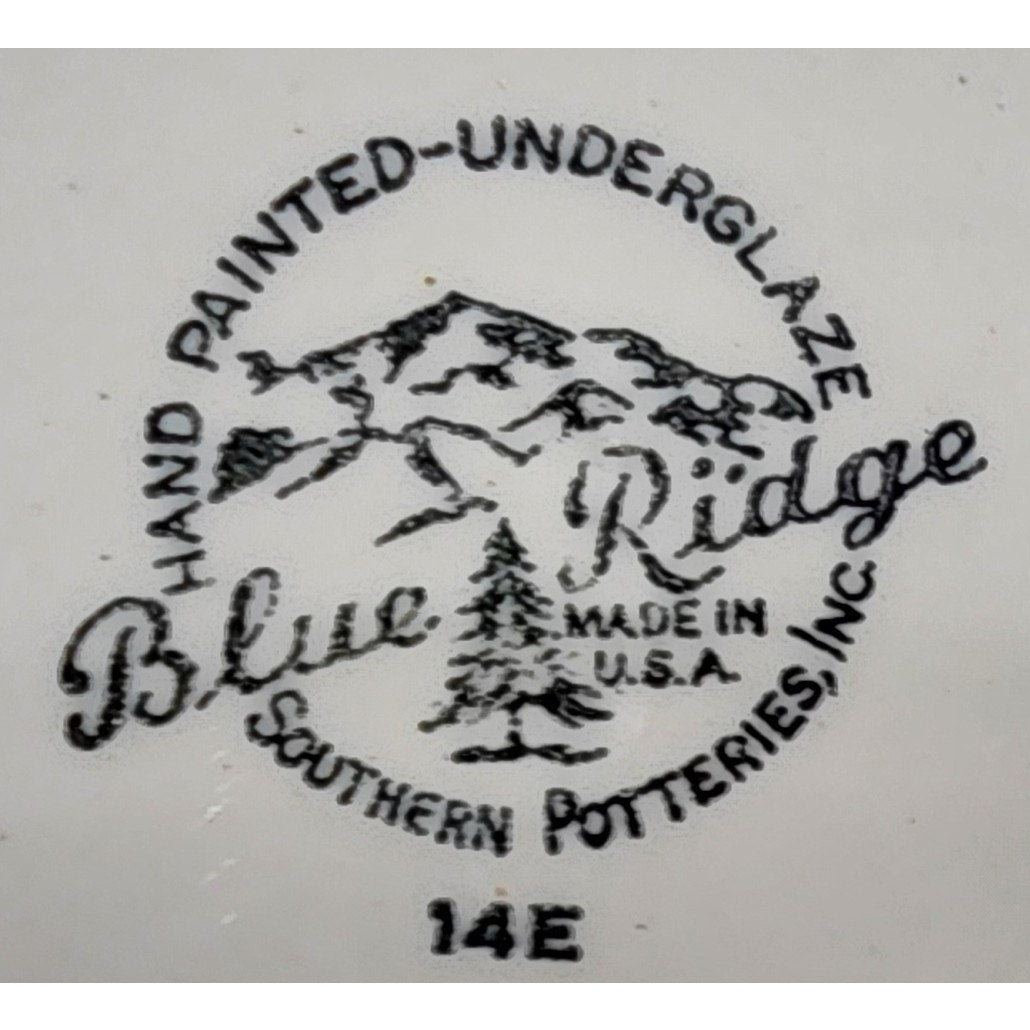 HAND PAINTED-UNDERGLAZE
Blue Ridge
MADE IN
U.S.A.
SOUTHERN POTTERIES, INC
14E